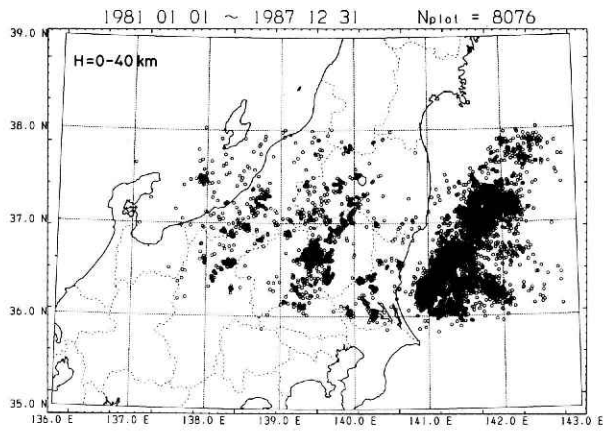 1981 01 01 ~ 1987 12 31 Nplot = 8076
39.0 N
H=0-40 km
38.0 N
37.0 N
36.0 N
35.0 N
136.0 E 137.0 E 138.0 E 139.0 E 140.0 E 141.0 E 142.0 E 143.0 E